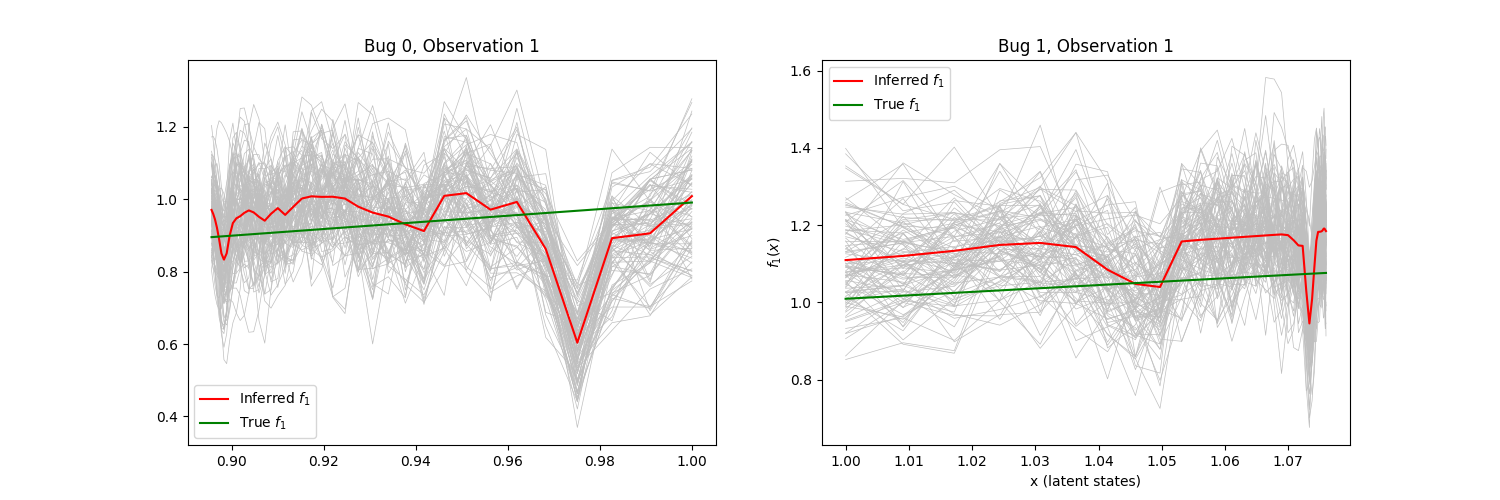 Bug 0, Observation 1
1.2
1.0
0.8
0.6
0.4
Inferred f₁
True f₁
0.90 0.92 0.94 0.96 0.98 1.00
Bug 1, Observation 1
Inferred f₁
True f₁
f₁(x)
1.6
1.4
1.2
1.0
0.8
1.00 1.01 1.02 1.03 1.04 1.05 1.06 1.07
x (latent states)